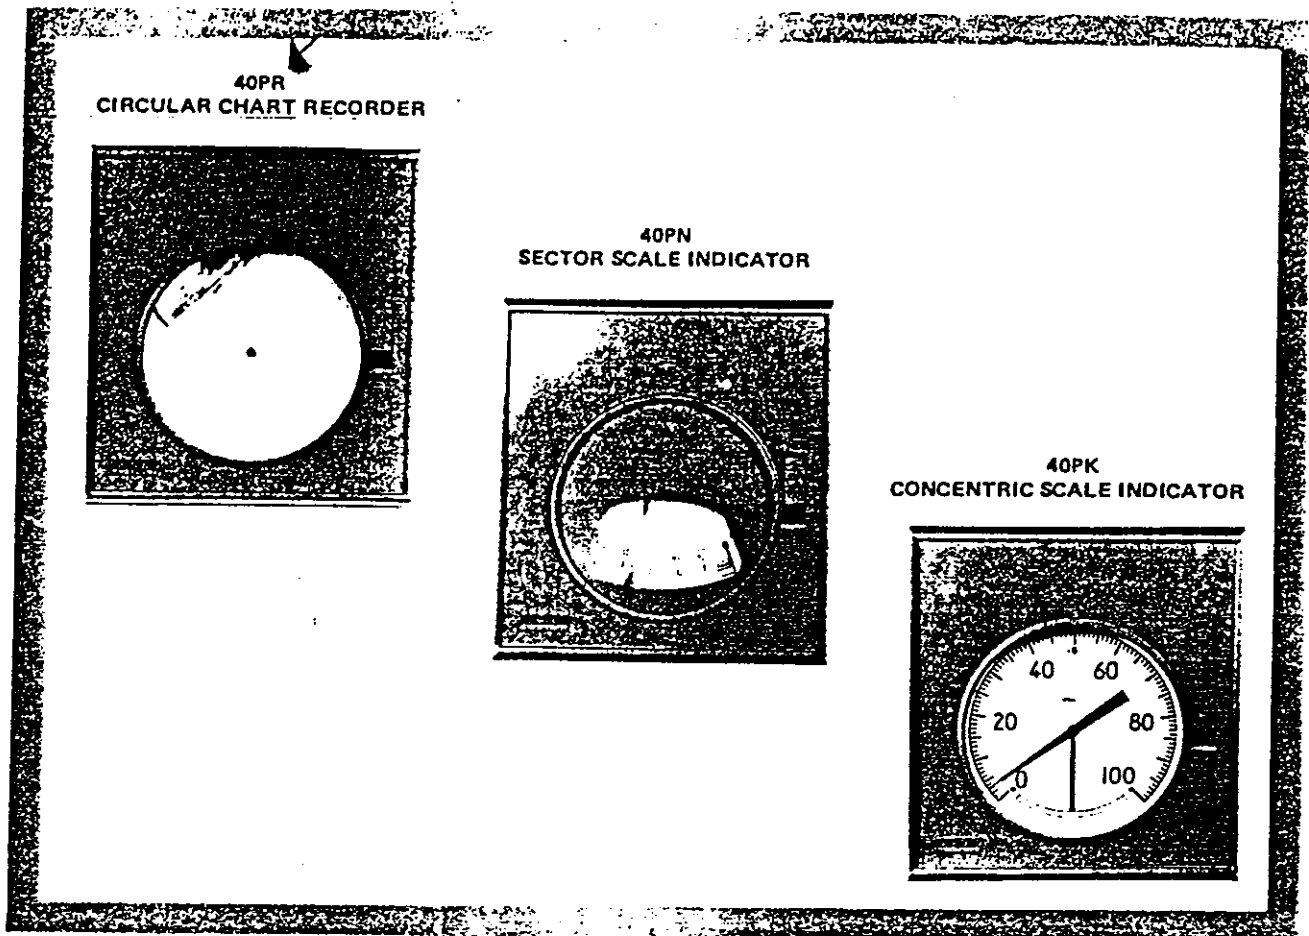 40PR
CIRCULAR CHART RECORDER
40PN
SECTOR SCALE INDICATOR
40PK
CONCENTRIC SCALE INDICATOR
40
60
20
80
0
100